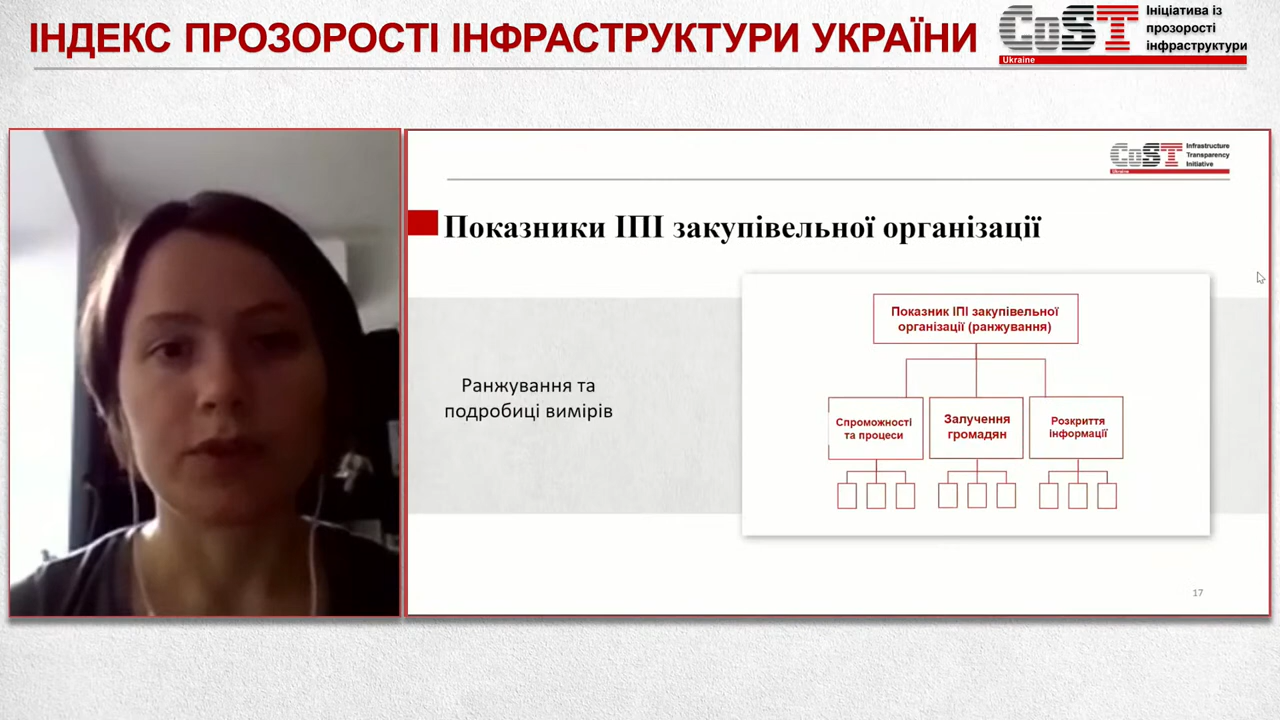 ІНДЕКС ПРОЗОРОСТІ ІНФРАСТРУКТУРИ УКРАЇНИ
CoST
Ukraine
Ініціатива із
прозорості
інфраструктури
CoST
Ukraine
Infrastructure
Transparency
Initiative
Показники ІПІ закупівельної організації
Ранжування та
подробиці вимірів
Показник ІПІ закупівельної
організації (ранжування)
Спроможності
та процеси
Залучення
громадян
Розкриття
інформації
17